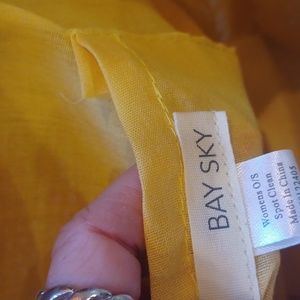 BAY SKY
Womens O/S
Spot Clean
Made In China